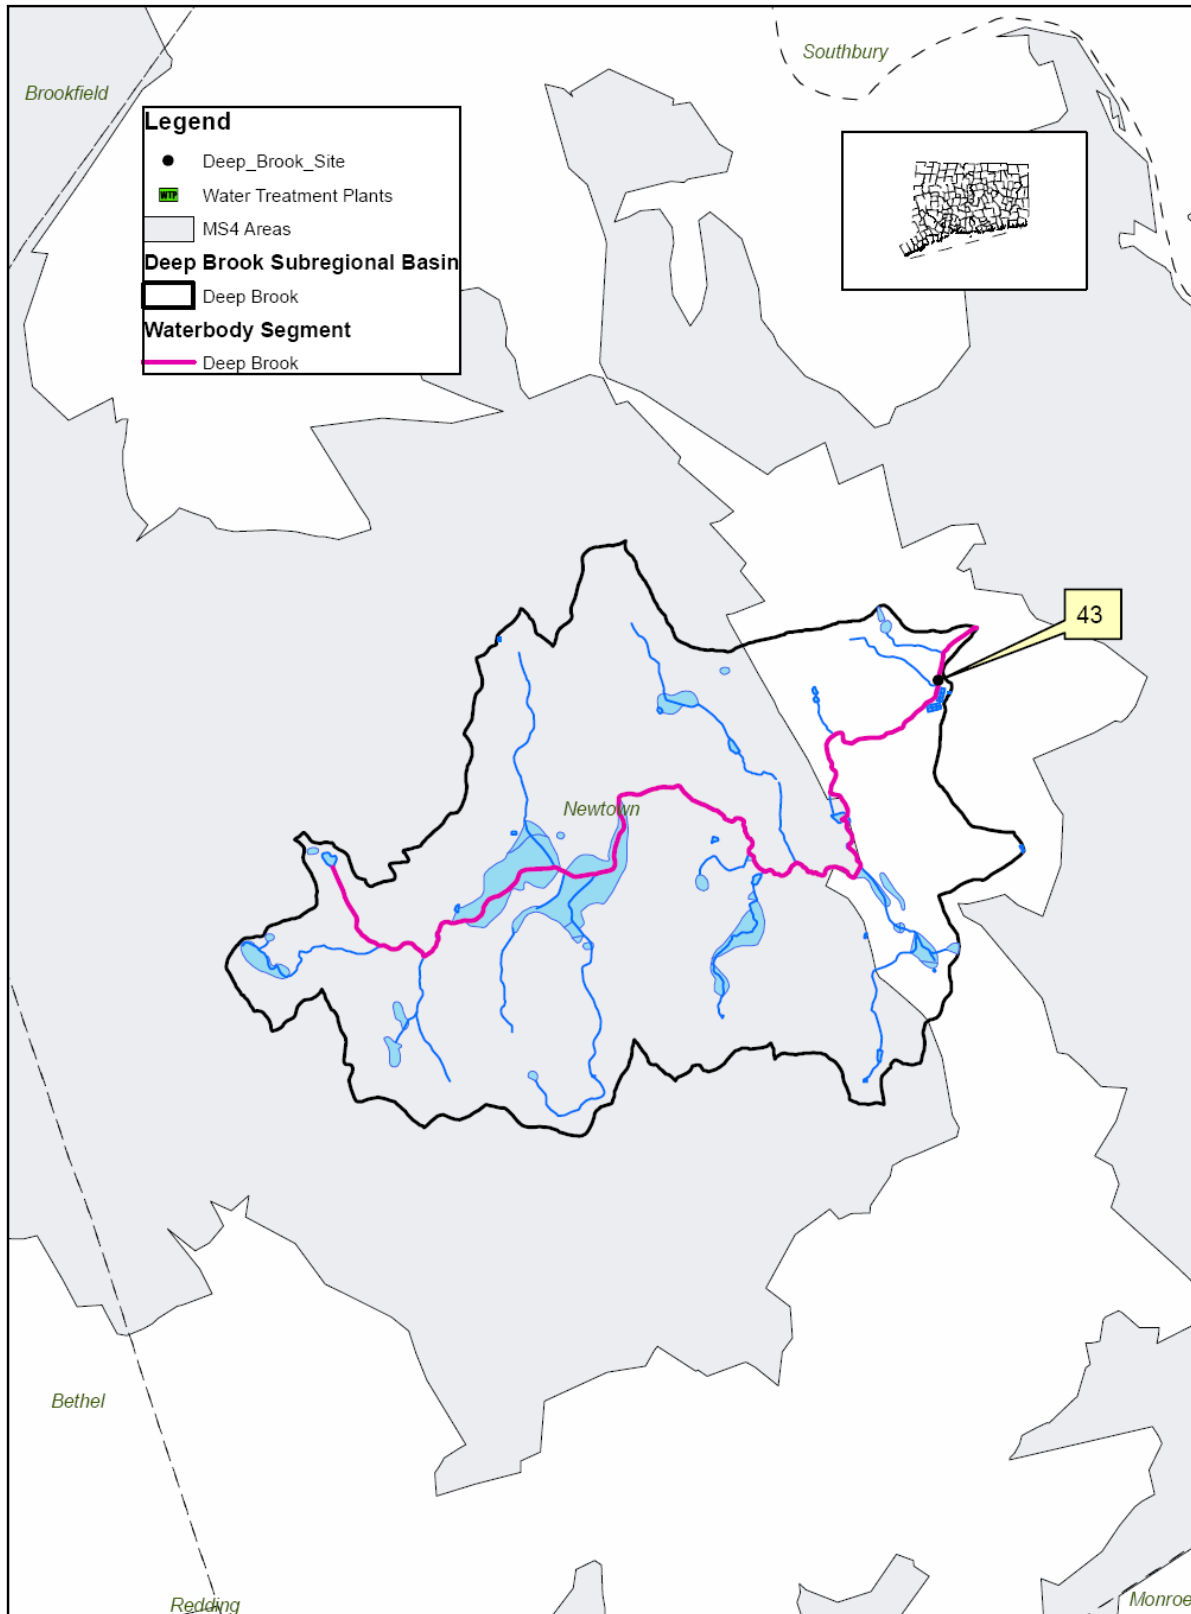 Southbury
Brookfield
Legend
Deep_Brook_Site
WTP Water Treatment Plants
MS4 Areas
Deep Brook Subregional Basin
Deep Brook
Waterbody Segment
Deep Brook
43
Newtown
Bethel
Redding
Monroe